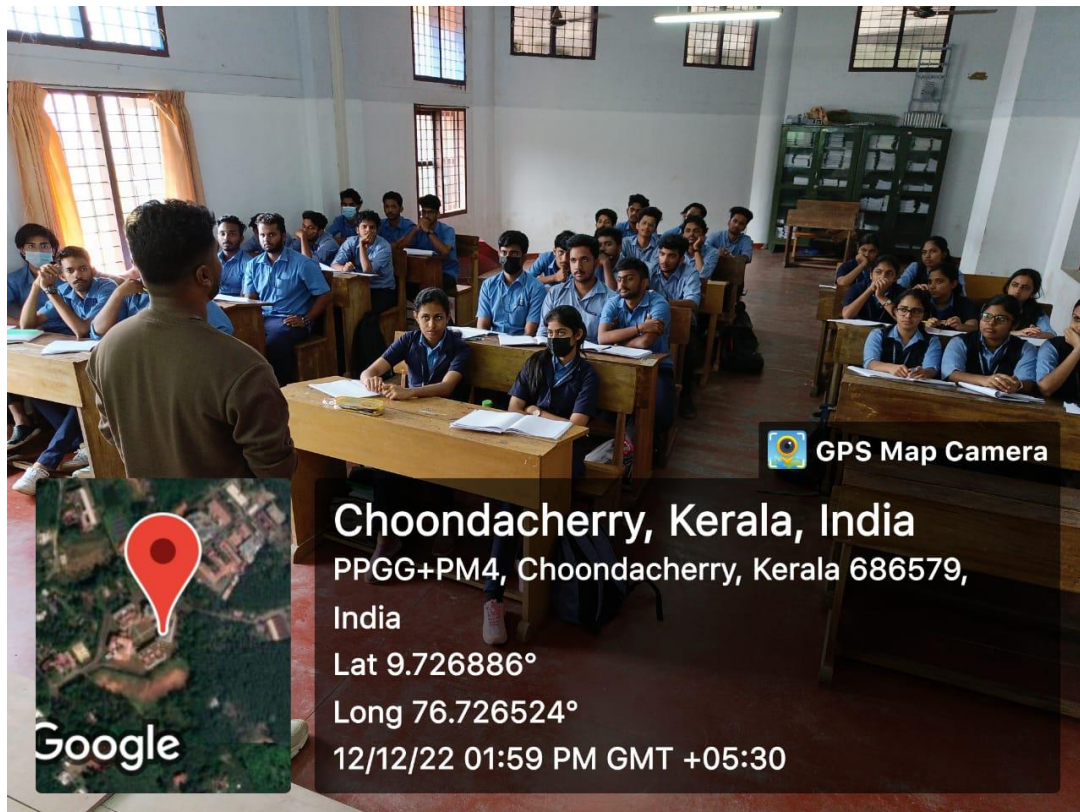 GPS Map Camera
Choondacherry, Kerala, India
PPGG+PM4, Choondacherry, Kerala 686579,
India
Lat 9.726886°
Long 76.726524°
12/12/22 01:59 PM GMT +05:30
Google